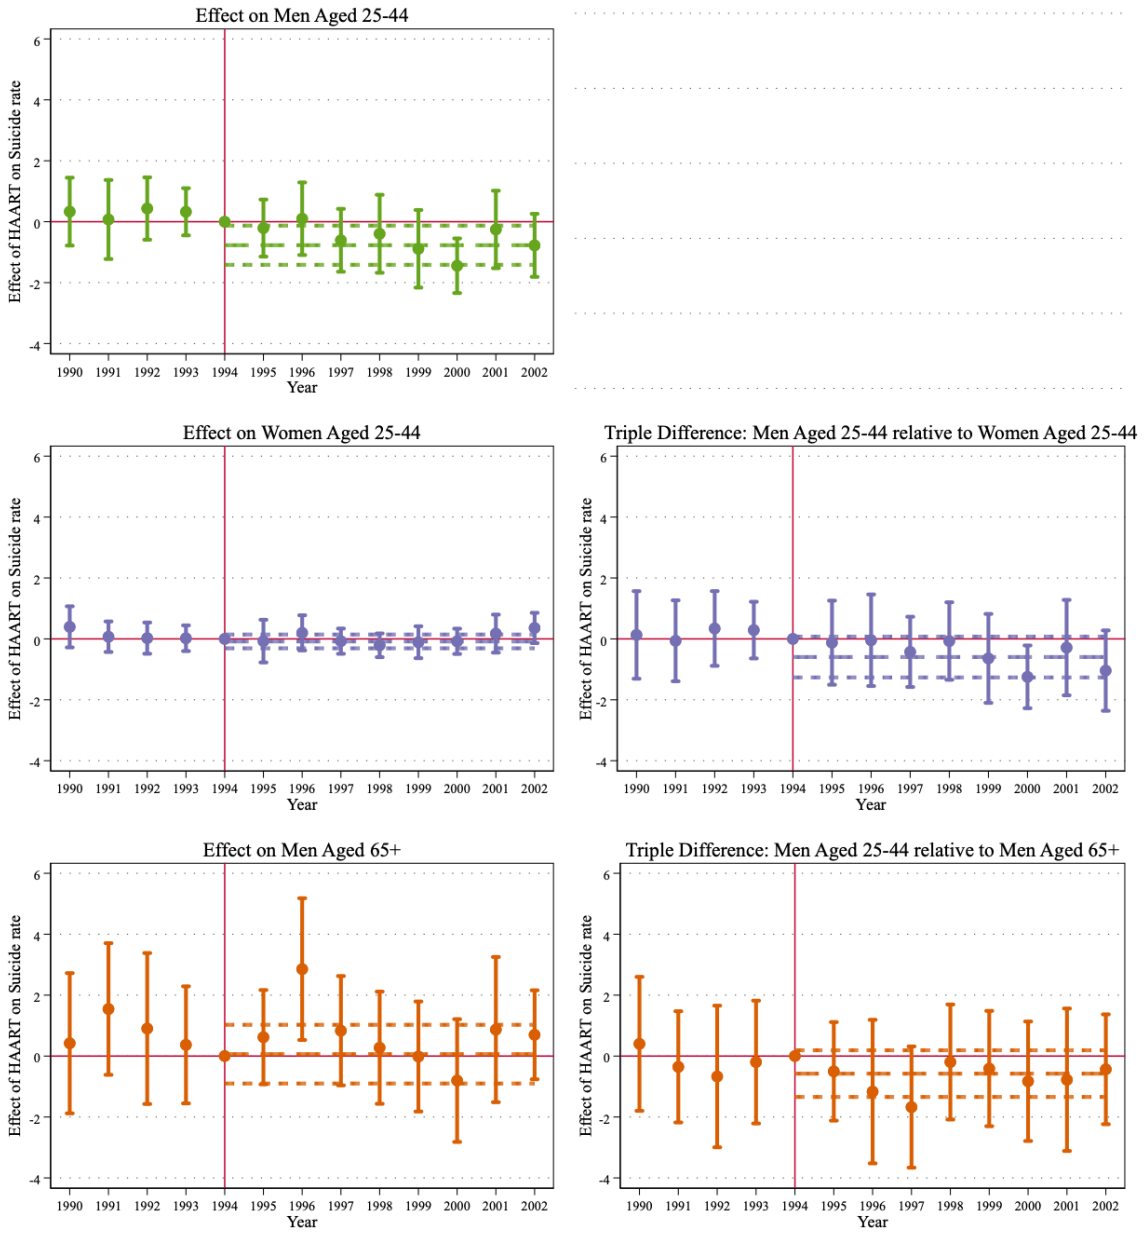 Effect on Men Aged 25-44
Effect of HAART on Suicide rate
6
4
2
0
-2
-4
1990 1991 1992 1993 1994 1995 1996 1997 1998 1999 2000 2001 2002
Year
Effect on Women Aged 25-44
Effect of HAART on Suicide rate
6
4
2
0
-2
-4
1990 1991 1992 1993 1994 1995 1996 1997 1998 1999 2000 2001 2002
Year
Triple Difference: Men Aged 25-44 relative to Women Aged 25-44
Effect of HAART on Suicide rate
6
4
2
0
-2
-4
1990 1991 1992 1993 1994 1995 1996 1997 1998 1999 2000 2001 2002
Year
Effect on Men Aged 65+
Effect of HAART on Suicide rate
6
4
2
0
-2
-4
1990 1991 1992 1993 1994 1995 1996 1997 1998 1999 2000 2001 2002
Year
Triple Difference: Men Aged 25-44 relative to Men Aged 65+
Effect of HAART on Suicide rate
6
4
2
0
-2
-4
1990 1991 1992 1993 1994 1995 1996 1997 1998 1999 2000 2001 2002
Year